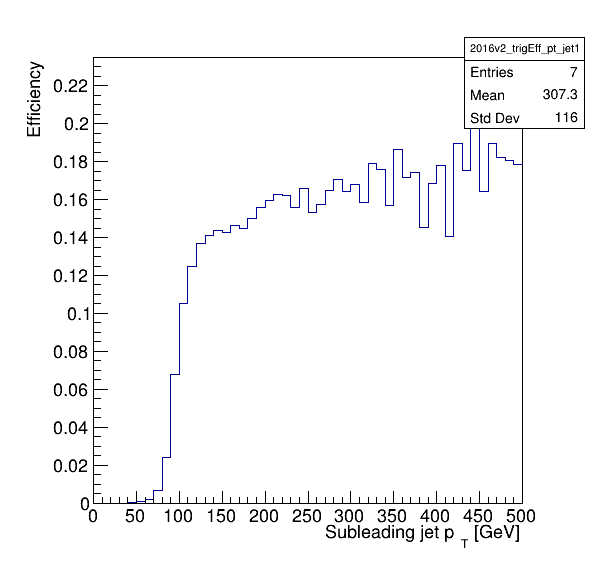 2016v2_trigEff_pt_jet1
Entries 7
Mean 307.3
Std Dev 116
Efficiency
0.22
0.2
0.18
0.16
0.14
0.12
0.1
0.08
0.06
0.04
0.02
0
0 50 100 150 200 250 300 350 400 450 500
Subleading jet p T [GeV]